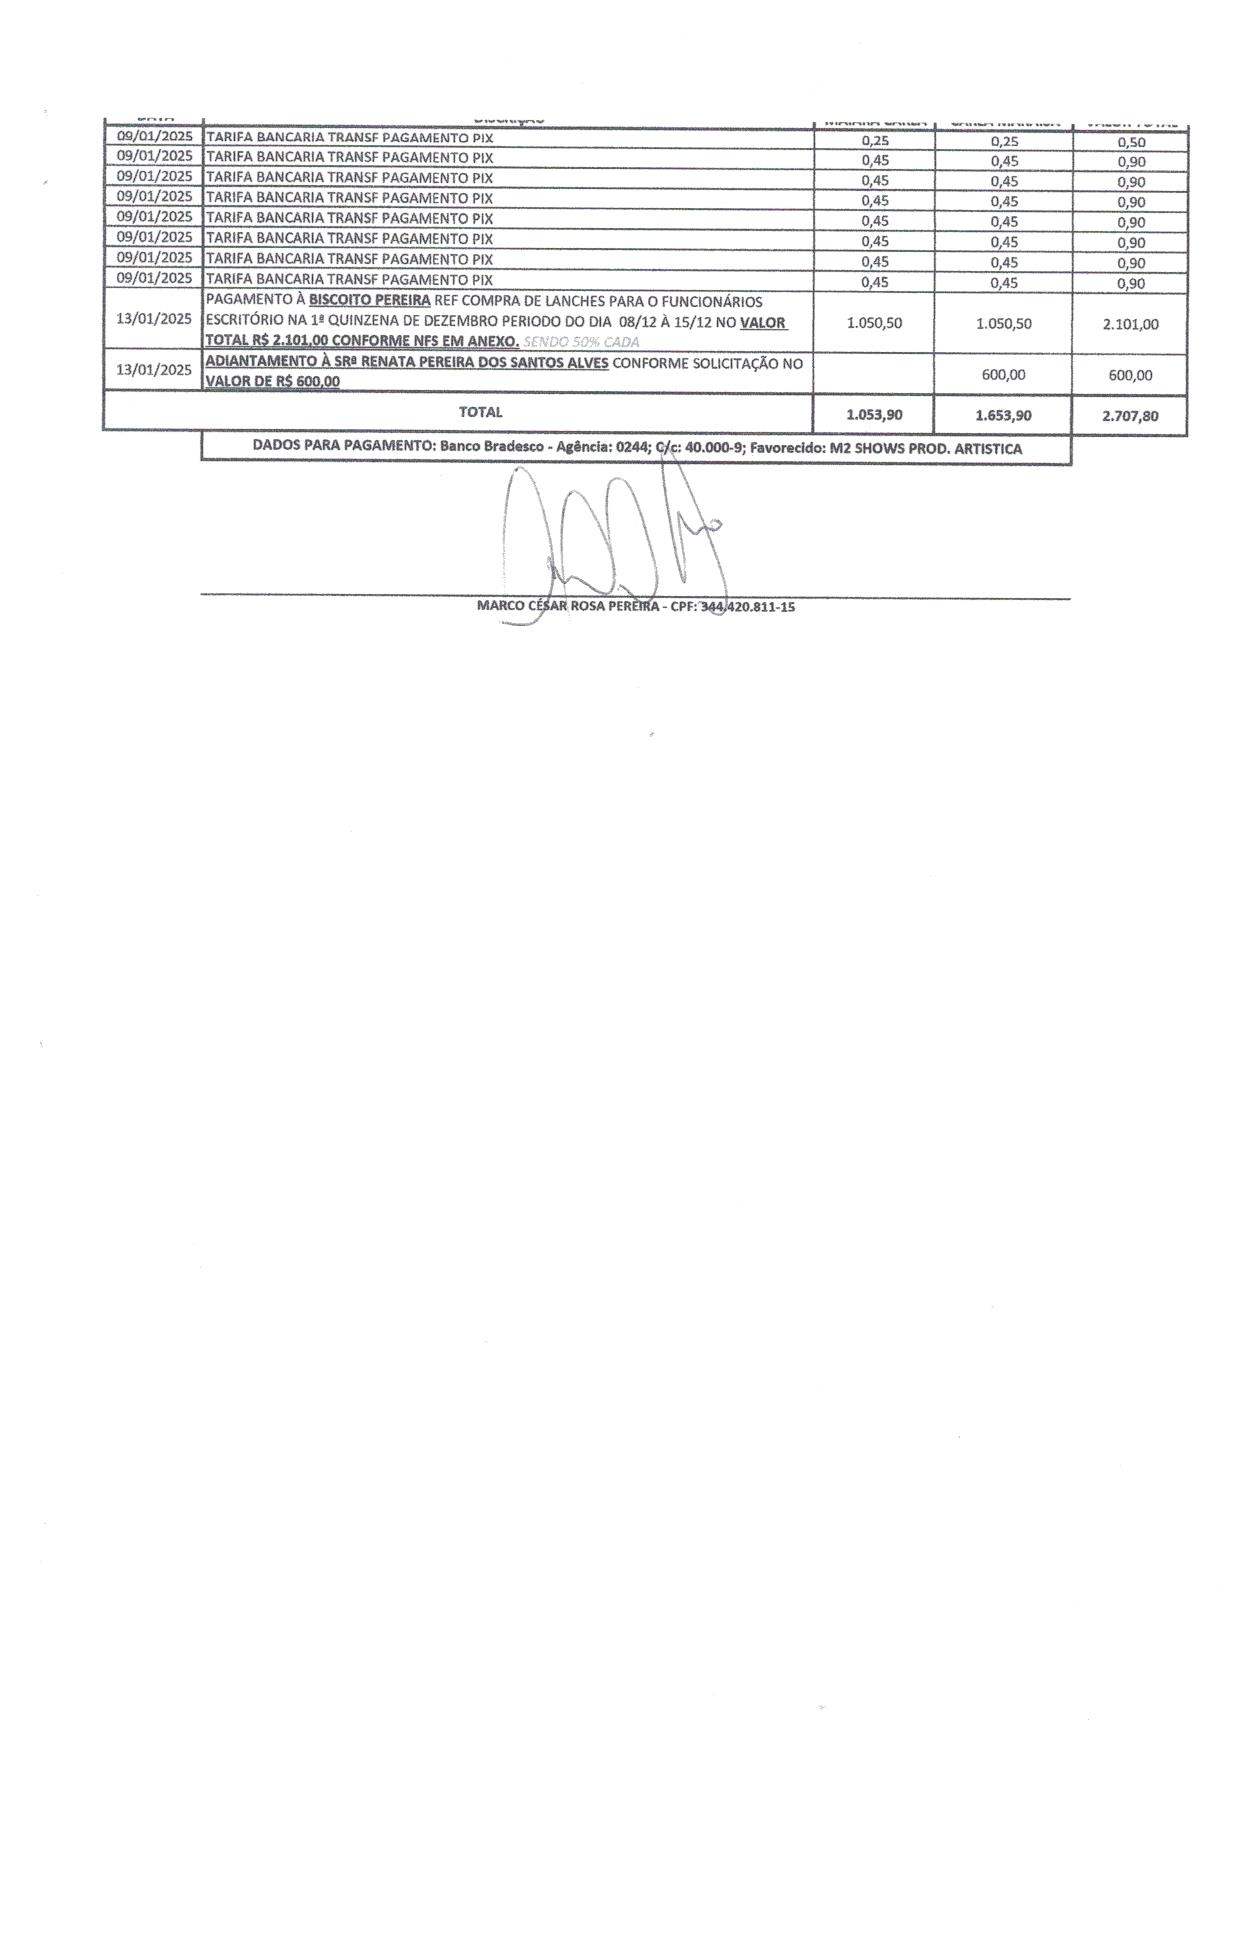 09/01/2025 TARIFA BANCARIA TRANSF PAGAMENTO PIX 0,25 0,25 0,50
09/01/2025 TARIFA BANCARIA TRANSF PAGAMENTO PIX 0,45 0,45 0,90
09/01/2025 TARIFA BANCARIA TRANSF PAGAMENTO PIX 0,45 0,45 0,90
09/01/2025 TARIFA BANCARIA TRANSF PAGAMENTO PIX 0,45 0,45 0,90
09/01/2025 TARIFA BANCARIA TRANSF PAGAMENTO PIX 0,45 0,45 0,90
09/01/2025 TARIFA BANCARIA TRANSF PAGAMENTO PIX 0,45 0,45 0,90
09/01/2025 TARIFA BANCARIA TRANSF PAGAMENTO PIX 0,45 0,45 0,90
09/01/2025 TARIFA BANCARIA TRANSF PAGAMENTO PIX 0,45 0,45 0,90
PAGAMENTO À BISCOITO PEREIRA REF COMPRA DE LANCHES PARA O FUNCIONÁRIOS
13/01/2025 ESCRITÓRIO NA 1ª QUINZENA DE DEZEMBRO PERIODO DO DIA 08/12 À 15/12 NO VALOR 1.050,50 1.050,50 2.101,00
TOTAL R$ 2.101,00 CONFORME NFS EM ANEXO. SENDO 50% CADA
13/01/2025 ADIANTAMENTO À SRª RENATA PEREIRA DOS SANTOS ALVES CONFORME SOLICITAÇÃO NO 600,00 600,00
VALOR DE R$ 600,00
TOTAL 1.053,90 1.653,90 2.707,80
DADOS PARA PAGAMENTO: Banco Bradesco - Agência: 0244; C/c: 40.000-9; Favorecido: M2 SHOWS PROD. ARTISTICA
MARCO CÉSAR ROSA PEREIRA - CPF: 344.420.811-15